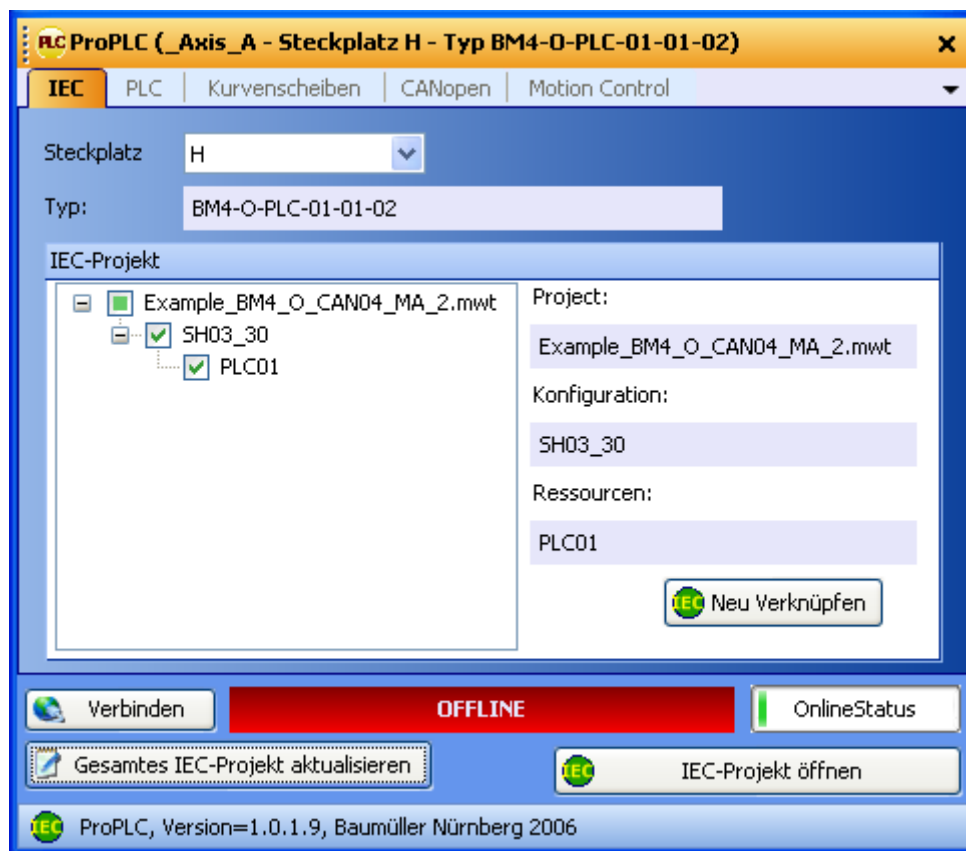 PLC ProPLC (_Axis_A - Steckplatz H - Typ BM4-O-PLC-01-01-02)
IEC PLC Kurvenscheiben CANopen Motion Control
Steckplatz H
Typ: BM4-O-PLC-01-01-02
IEC-Projekt
Example_BM4_O_CAN04_MA_2.mwt
SH03_30
PLC01
Project:
Example_BM4_O_CAN04_MA_2.mwt
Konfiguration:
SH03_30
Ressourcen:
PLC01
IEC Neu Verknüpfen
Verbinden OFFLINE OnlineStatus
Gesamtes IEC-Projekt aktualisieren IEC IEC-Projekt öffnen
IEC ProPLC, Version=1.0.1.9, Baumüller Nürnberg 2006